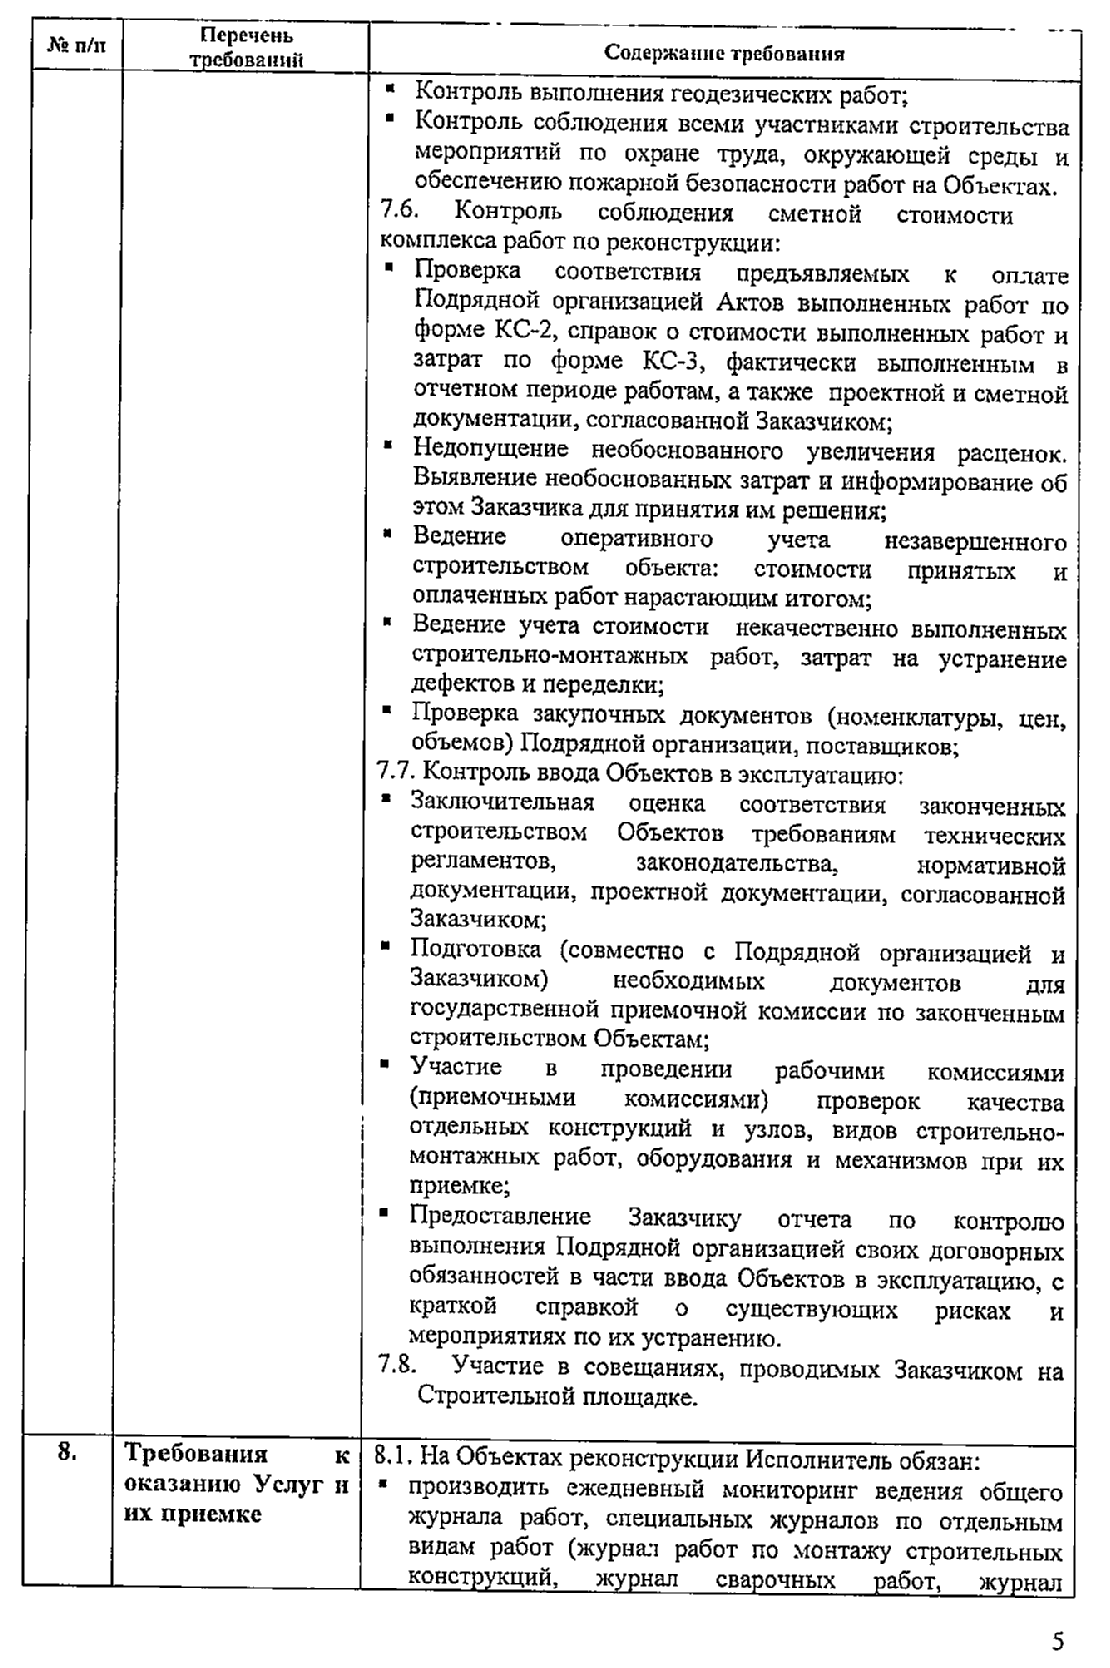 № п/п
Перечень
требований
Содержание требования
▪ Контроль выполнения геодезических работ;
▪ Контроль соблюдения всеми участниками строительства
мероприятий по охране труда, окружающей среды и
обеспечению пожарной безопасности работ на Объектах.
7.6. Контроль соблюдения сметной стоимости
комплекса работ по реконструкции:
▪ Проверка соответствия предъявляемых к оплате
Подрядной организацией Актов выполненных работ по
форме КС-2, справок о стоимости выполненных работ и
затрат по форме КС-3, фактически выполненным в
отчетном периоде работам, а также проектной и сметной
документации, согласованной Заказчиком;
▪ Недопущение необоснованного увеличения расценок.
Выявление необоснованных затрат и информирование об
этом Заказчика для принятия им решения;
▪ Ведение оперативного учета незавершенного
строительством объекта: стоимости принятых и
оплаченных работ нарастающим итогом;
▪ Ведение учета стоимости некачественно выполненных
строительно-монтажных работ, затрат на устранение
дефектов и переделки;
▪ Проверка закупочных документов (номенклатуры, цен,
объемов) Подрядной организации, поставщиков;
7.7. Контроль ввода Объектов в эксплуатацию:
▪ Заключительная оценка соответствия законченных
строительством Объектов требованиям технических
регламентов, законодательства, нормативной
документации, проектной документации, согласованной
Заказчиком;
▪ Подготовка (совместно с Подрядной организацией и
Заказчиком) необходимых документов для
государственной приемочной комиссии по законченным
строительством Объектам;
▪ Участие в проведении рабочими комиссиями
(приемочными комиссиями) проверок качества
отдельных конструкций и узлов, видов строительно-
монтажных работ, оборудования и механизмов при их
приемке;
▪ Предоставление Заказчику отчета по контролю
выполнения Подрядной организацией своих договорных
обязанностей в части ввода Объектов в эксплуатацию, с
краткой справкой о существующих рисках и
мероприятиях по их устранению.
7.8. Участие в совещаниях, проводимых Заказчиком на
Строительной площадке.
8.
Требования к
оказанию Услуг и
их приемке
8.1. На Объектах реконструкции Исполнитель обязан:
▪ производить ежедневный мониторинг ведения общего
журнала работ, специальных журналов по отдельным
видам работ (журнал работ по монтажу строительных
конструкций, журнал сварочных работ, журнал
5